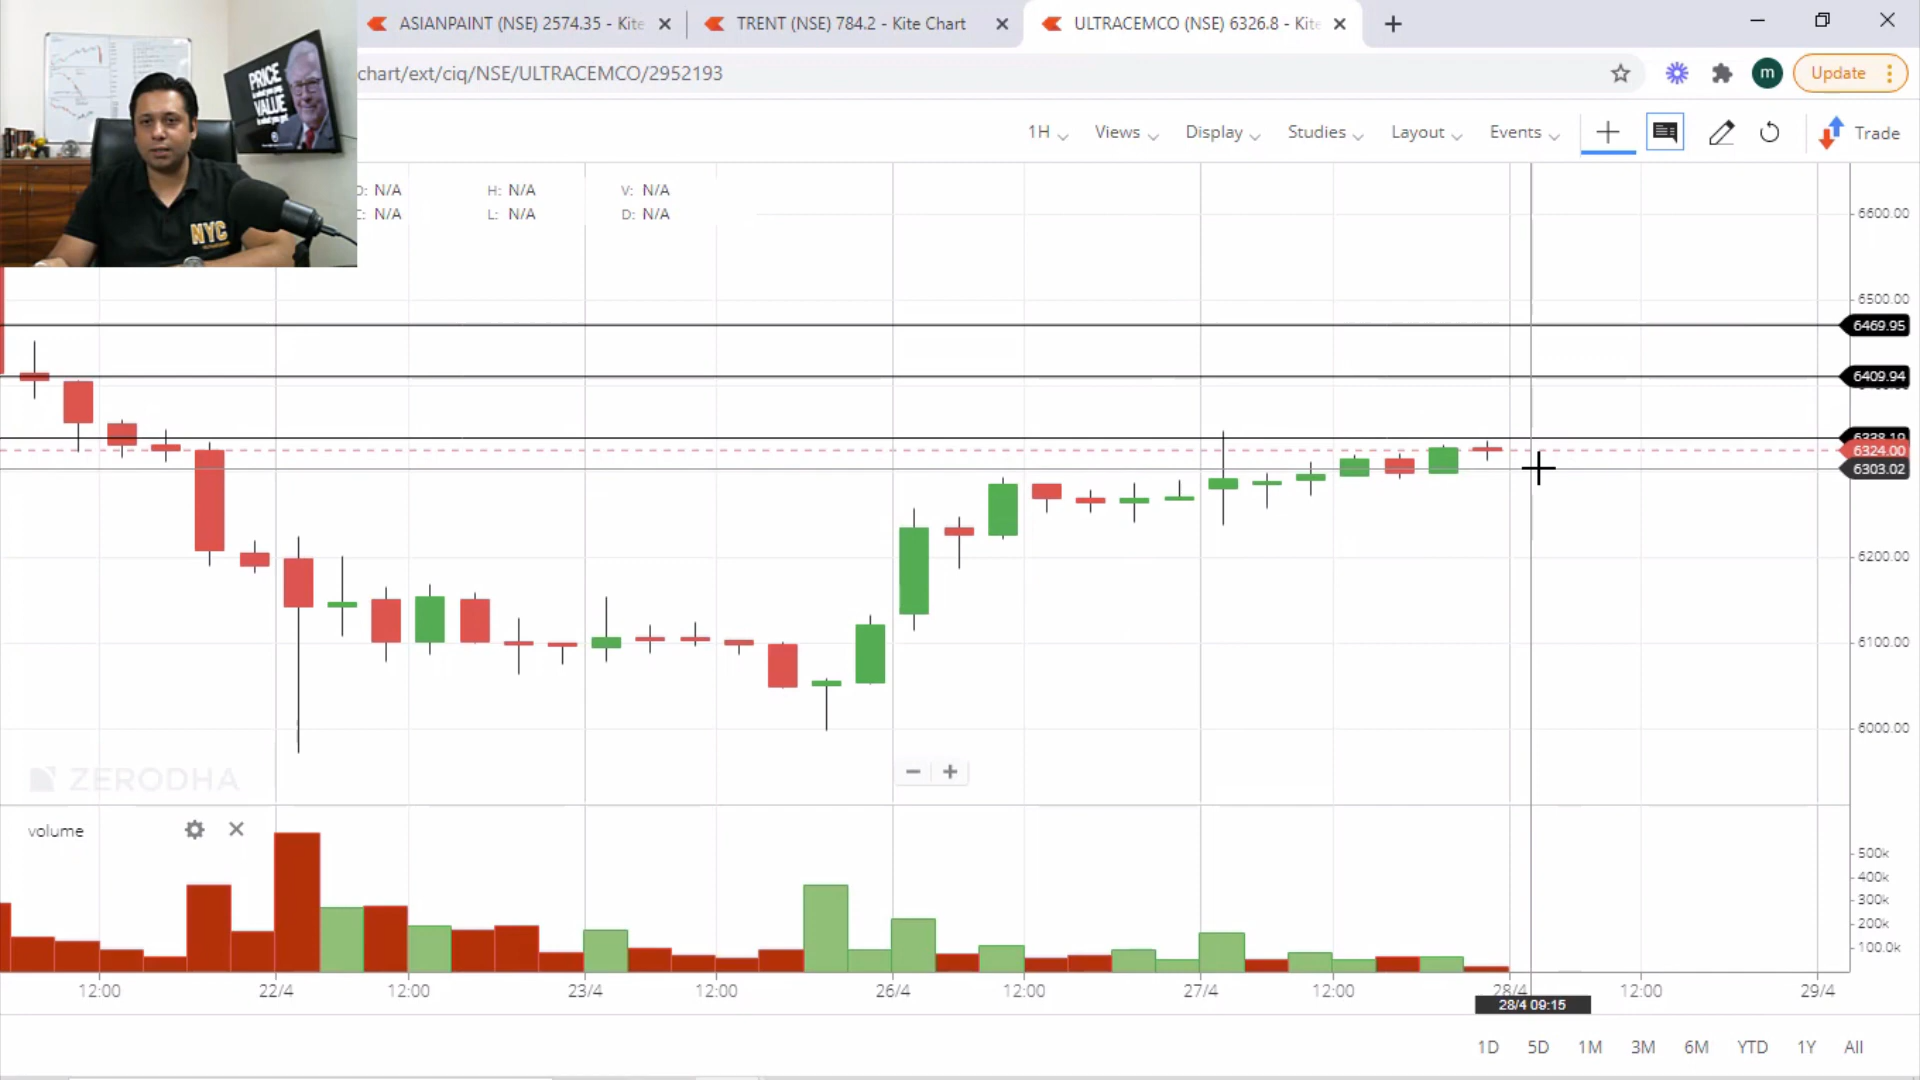 ASIANPAINT (NSE) 2574.35 - Kite
TRENT (NSE) 784.2 - Kite Chart
ULTRACEMCO (NSE) 6326.8 - Kite
chart/ext/ciq/NSE/ULTRACEMCO/2952193
m
Update
PRICE
VALUE
NYC
1H
Views
Display
Studies
Layout
Events
Trade
N/A H: N/A V: N/A
N/A L: N/A D: N/A
6600.00
6500.00
6469.95
6409.94
6338.19
6324.00
6303.02
6200.00
6100.00
6000.00
ZERODHA
volume
500k
400k
300k
200k
100.0k
12:00 22/4 12:00 23/4 12:00 26/4 12:00 27/4 12:00 28/4 12:00 29/4
28/4 09:15
1D 5D 1M 3M 6M YTD 1Y All